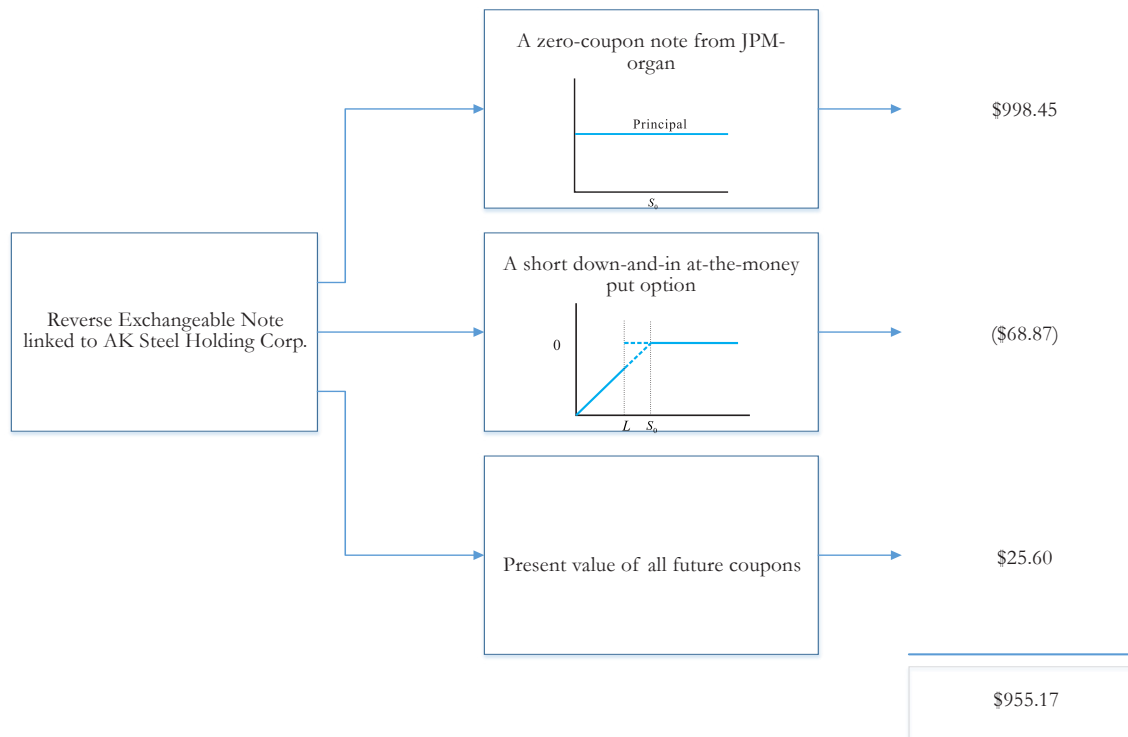 A zero-coupon note from JPM-
organ
Principal
S₀
$998.45
Reverse Exchangeable Note
linked to AK Steel Holding Corp.
A short down-and-in at-the-money
put option
0
L S₀
($68.87)
Present value of all future coupons
$25.60
$955.17